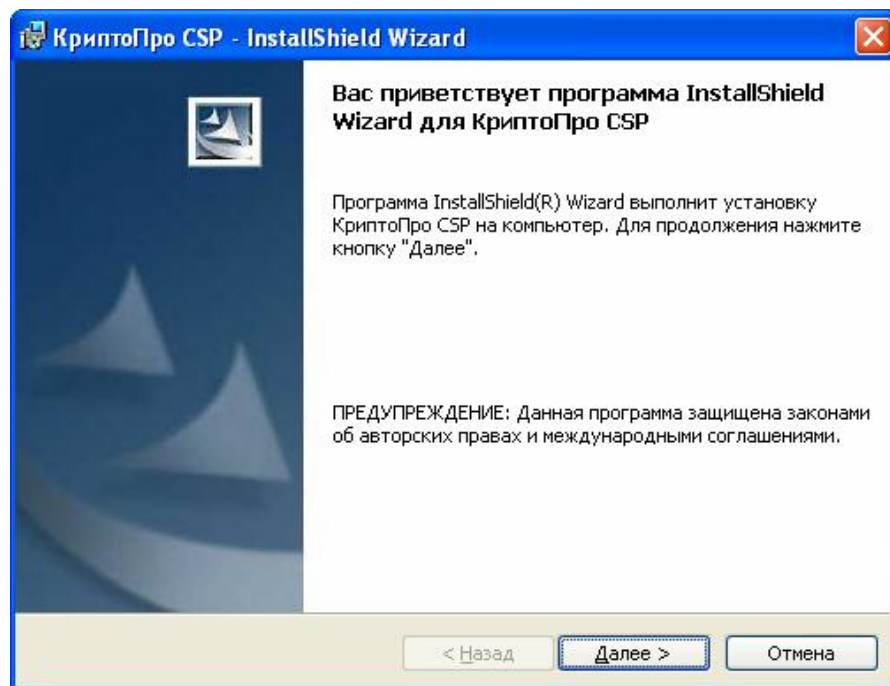 КриптоПро CSP - InstallShield Wizard
Вас приветствует программа InstallShield
Wizard для КриптоПро CSP
Программа InstallShield(R) Wizard выполнит установку
КриптоПро CSP на компьютер. Для продолжения нажмите
кнопку "Далее".
ПРЕДУПРЕЖДЕНИЕ: Данная программа защищена законами
об авторских правах и международными соглашениями.
< Назад
Далее >
Отмена